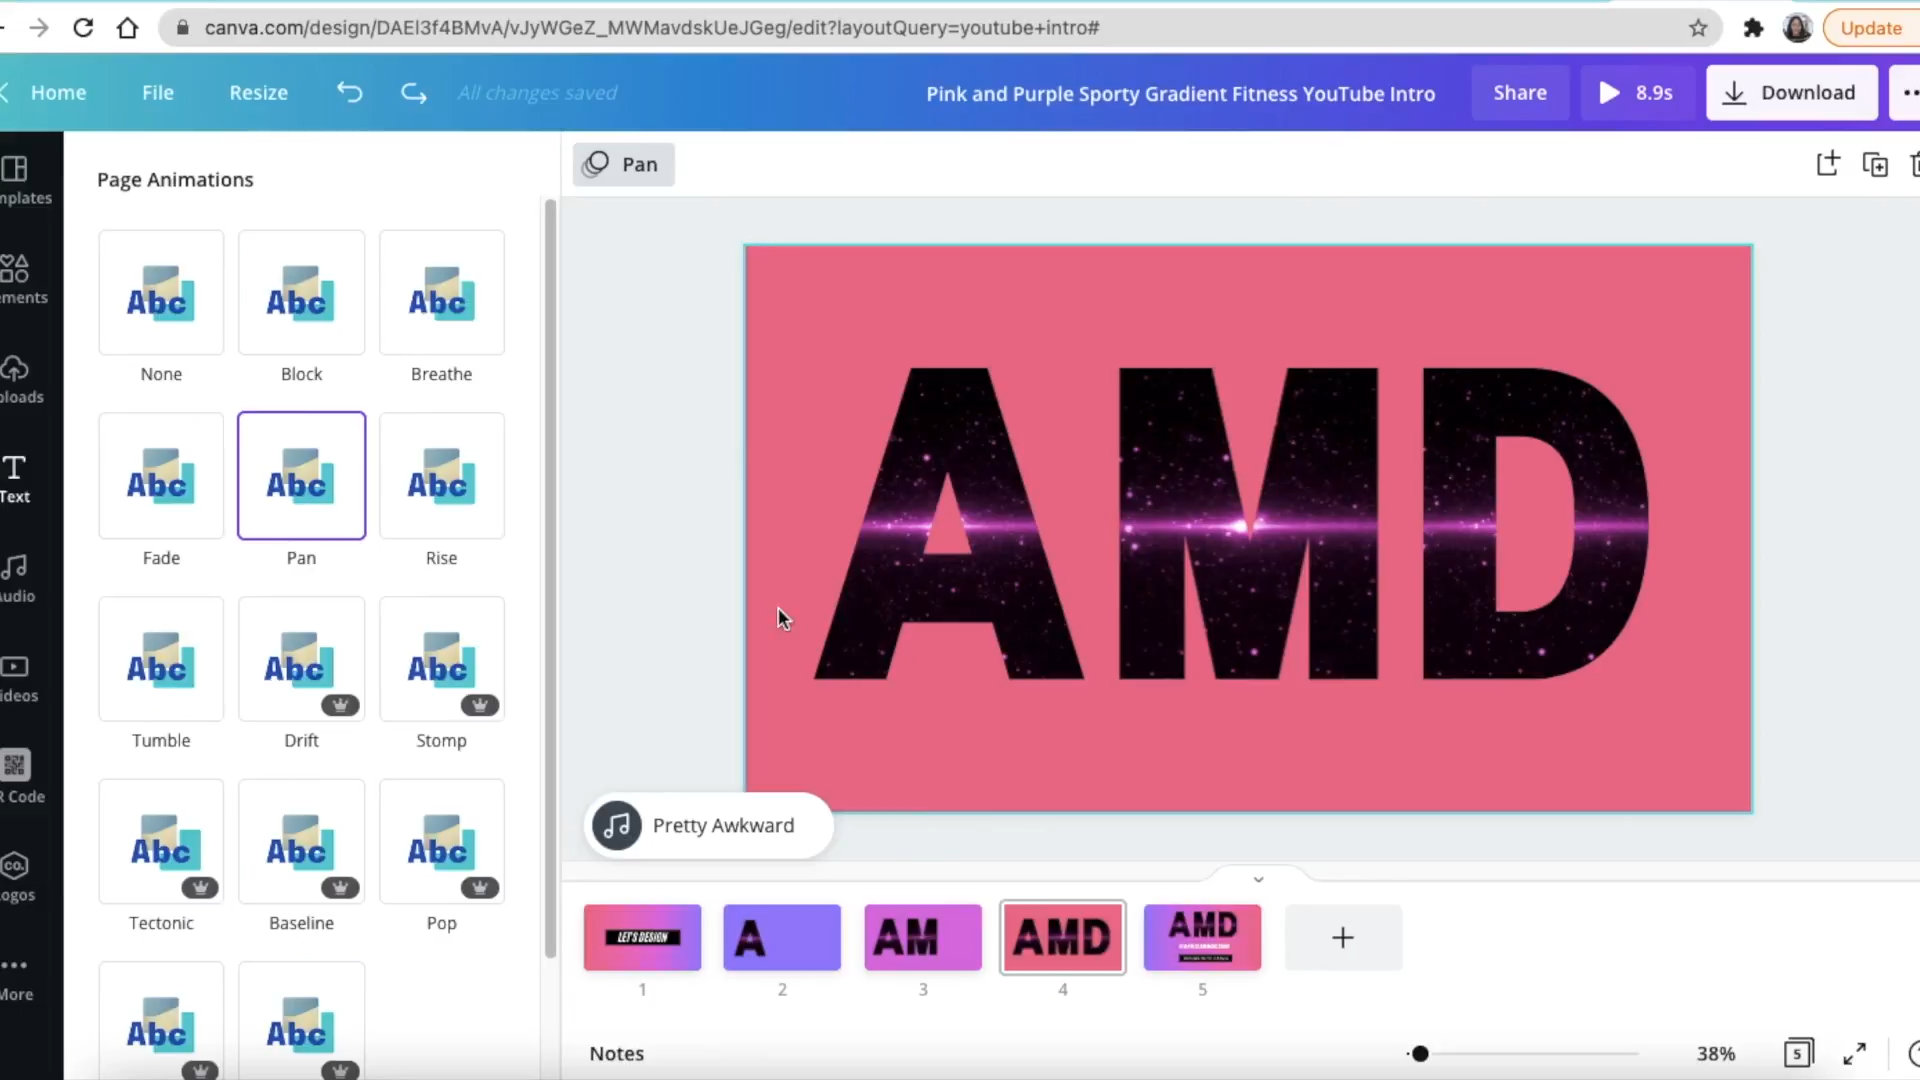 canva.com/design/DAEl3f4BMvA/vJyWGeZ_MWMavdskUeJGeg/edit?layoutQuery=youtube+intro#
Update
Home
File
Resize
All changes saved
Pink and Purple Sporty Gradient Fitness YouTube Intro
Share
8.9s
Download
mplates
ements
ploads
Text
udio
ideos
R Code
CO.
ogos
More
Page Animations
Abc
Abc
Abc
None
Block
Breathe
Abc
Abc
Abc
Fade
Pan
Rise
Abc
Abc
Abc
Tumble
Drift
Stomp
Abc
Abc
Abc
Tectonic
Baseline
Pop
Abc
Abc
Pan
AMD
Pretty Awkward
LET'S DESIGN
A
AM
AMD
AMD
1
2
3
4
5
Notes
38%
5